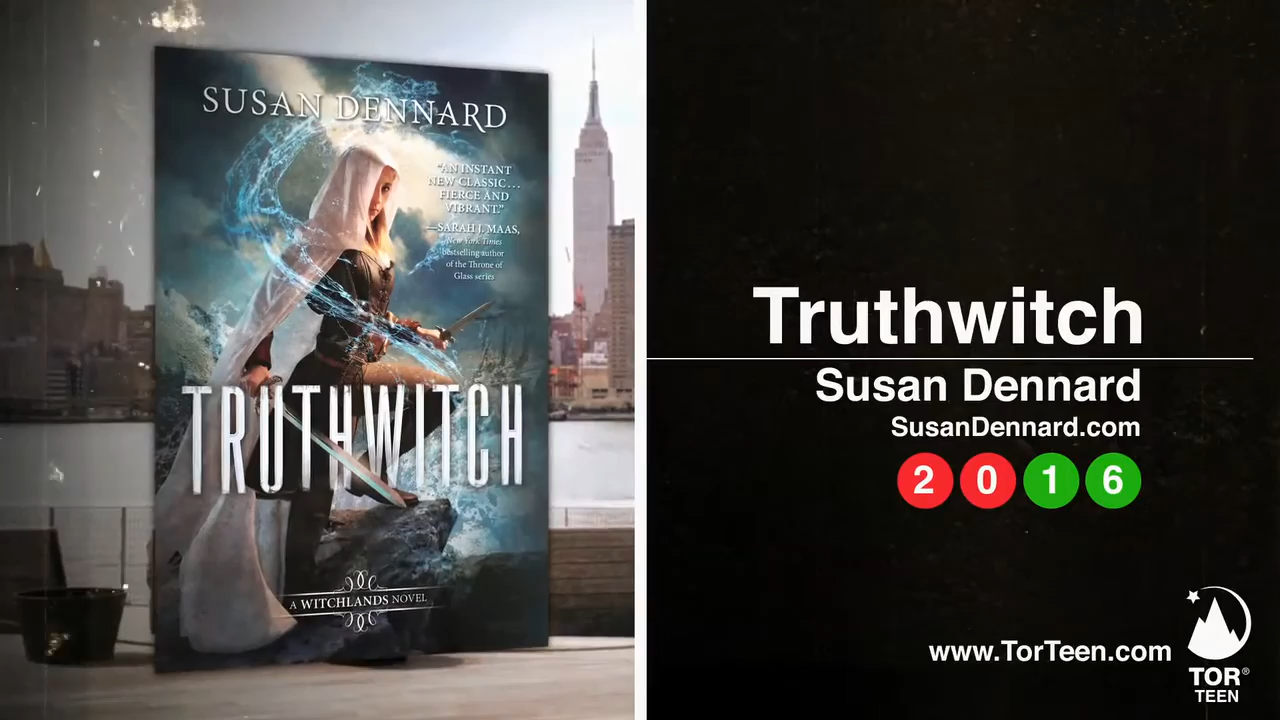 SUSAN DENNARD
"AN INSTANT
NEW CLASSIC...
FIERCE AND
VIBRANT."
—SARAH J. MAAS,
New York Times
bestselling author
of the Throne of
Glass series
TRUTHWITCH
A WITCHLANDS NOVEL
Truthwitch
Susan Dennard
SusanDennard.com
2 0 1 6
www.TorTeen.com
TOR®
TEEN